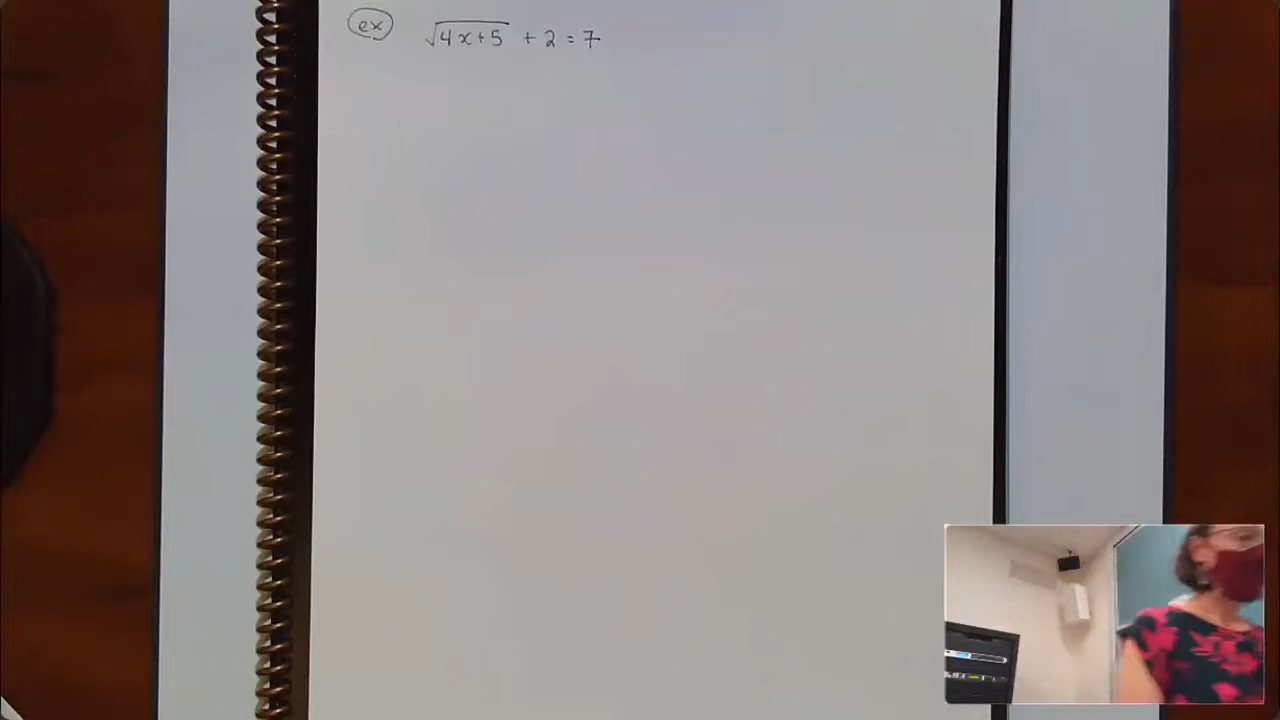 ex √4x+5 + 2 = 7